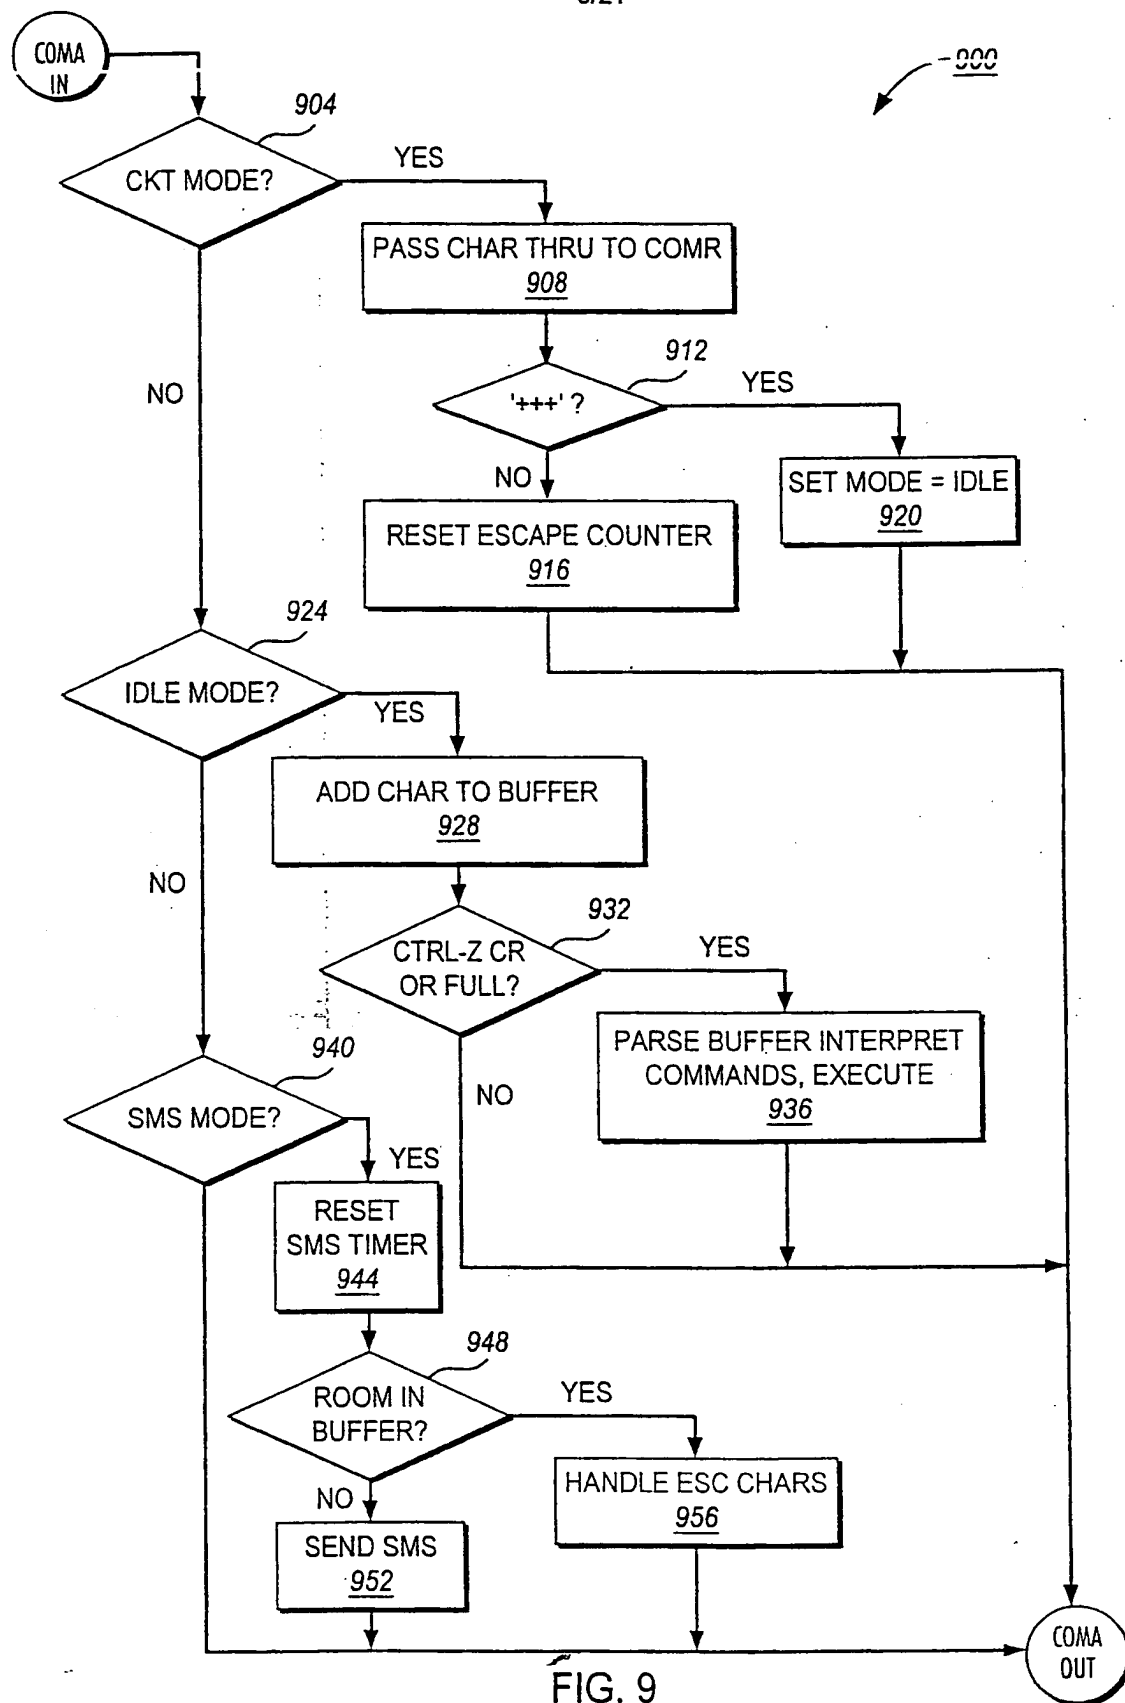 COMA
IN
900
904
CKT MODE?
YES
PASS CHAR THRU TO COMR
908
NO
912
'+++' ?
YES
NO
SET MODE = IDLE
920
RESET ESCAPE COUNTER
916
924
IDLE MODE?
YES
ADD CHAR TO BUFFER
928
NO
932
CTRL-Z CR
OR FULL?
YES
PARSE BUFFER INTERPRET
COMMANDS, EXECUTE
936
NO
940
SMS MODE?
YES
RESET
SMS TIMER
944
948
ROOM IN
BUFFER?
YES
HANDLE ESC CHARS
956
NO
SEND SMS
952
COMA
OUT
FIG. 9